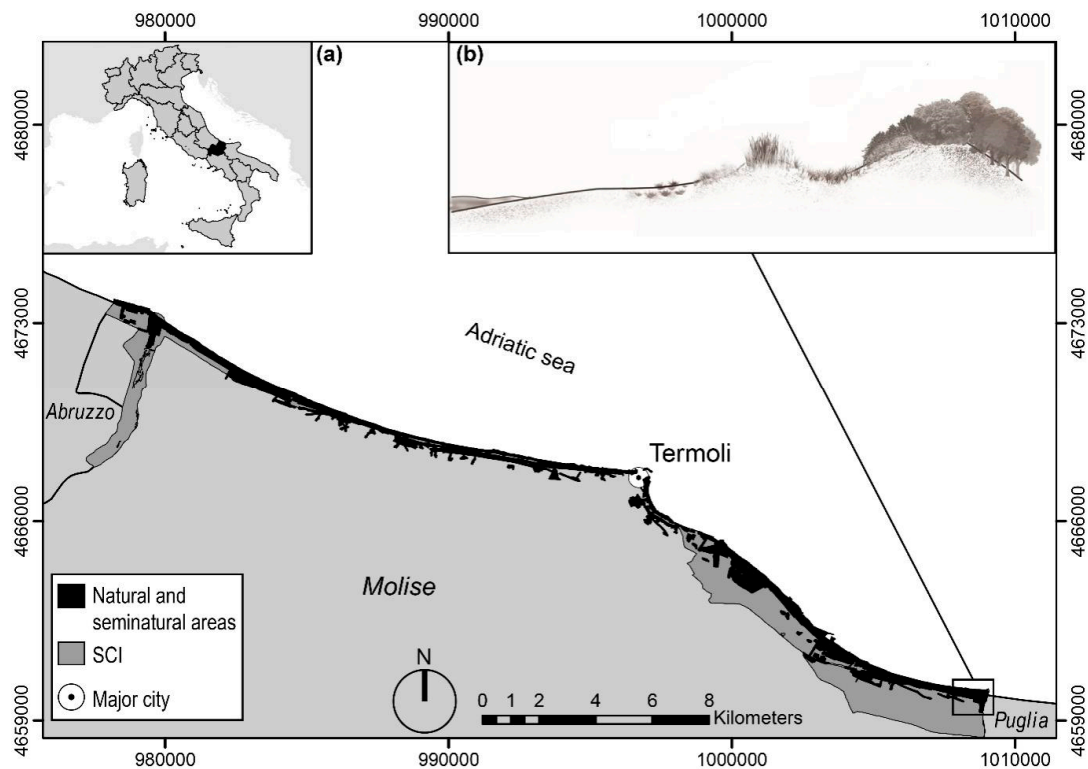 980000 990000 1000000 1010000
(a)
(b)
4680000
4680000
4673000
4673000
Adriatic sea
Abruzzo
Termoli
4666000
4666000
Molise
Natural and
seminatural areas
SCI
Major city
N
0 1 2 4 6 8
Kilometers
Puglia
4659000
4659000
980000 990000 1000000 1010000